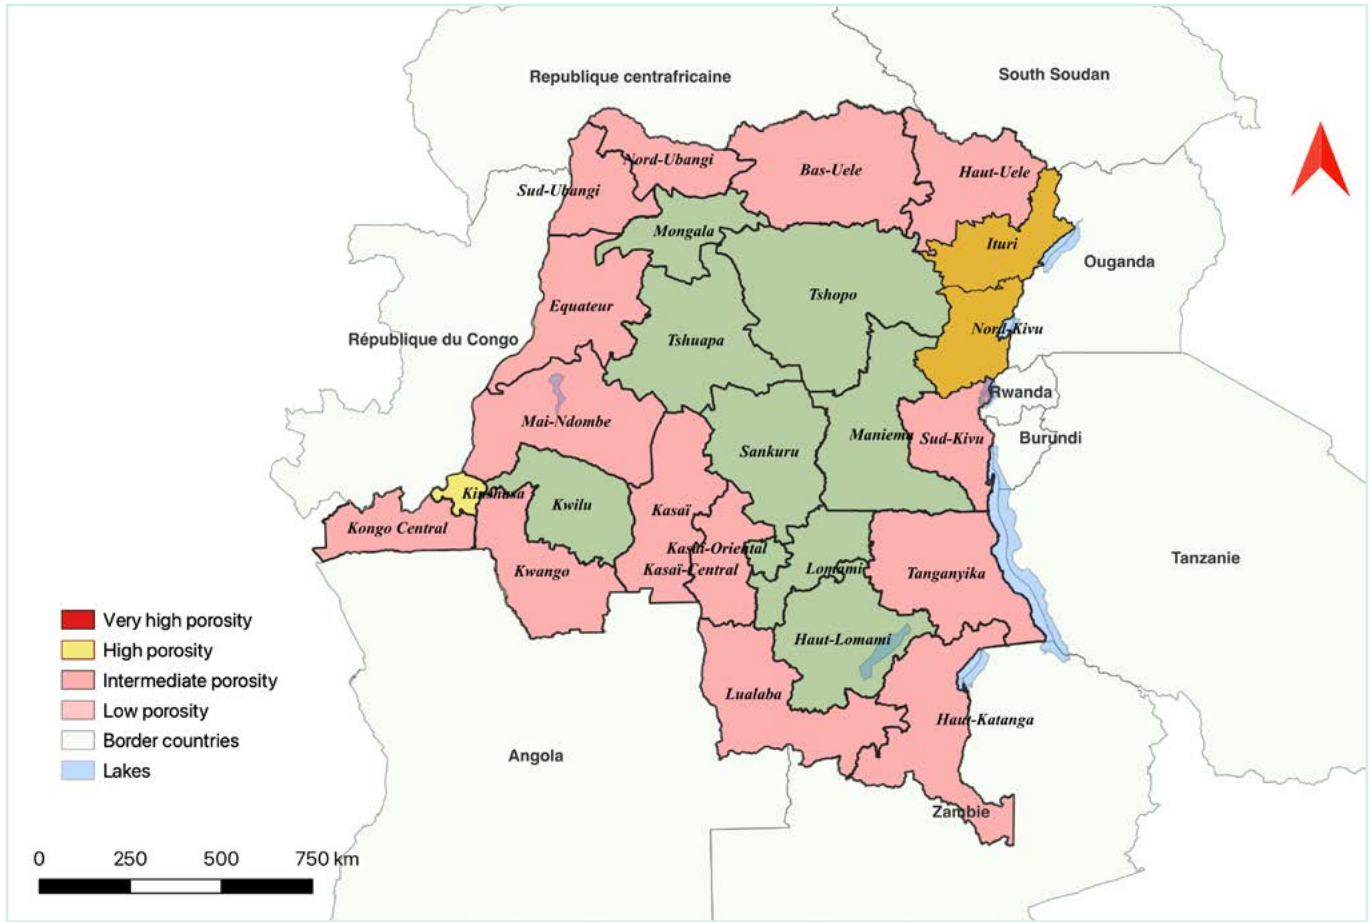 Republique centrafricaine
South Soudan
Nord-Ubangi
Bas-Uele
Haut-Uele
Sud-Ubangi
Mongala
Ituri
Ouganda
Tshopo
Equateur
Nord-Kivu
République du Congo
Tshuapa
Rwanda
Mai-Ndombe
Maniema
Sud-Kivu
Burundi
Sankuru
Kinshasa
Kwilu
Kasaï
Kongo Central
Kasaï-Oriental
Tanzanie
Kwango
Kasaï-Central
Lomami
Tanganyika
Haut-Lomami
Lualaba
Haut-Katanga
Angola
Zambie
Very high porosity
High porosity
Intermediate porosity
Low porosity
Border countries
Lakes
0 250 500 750 km